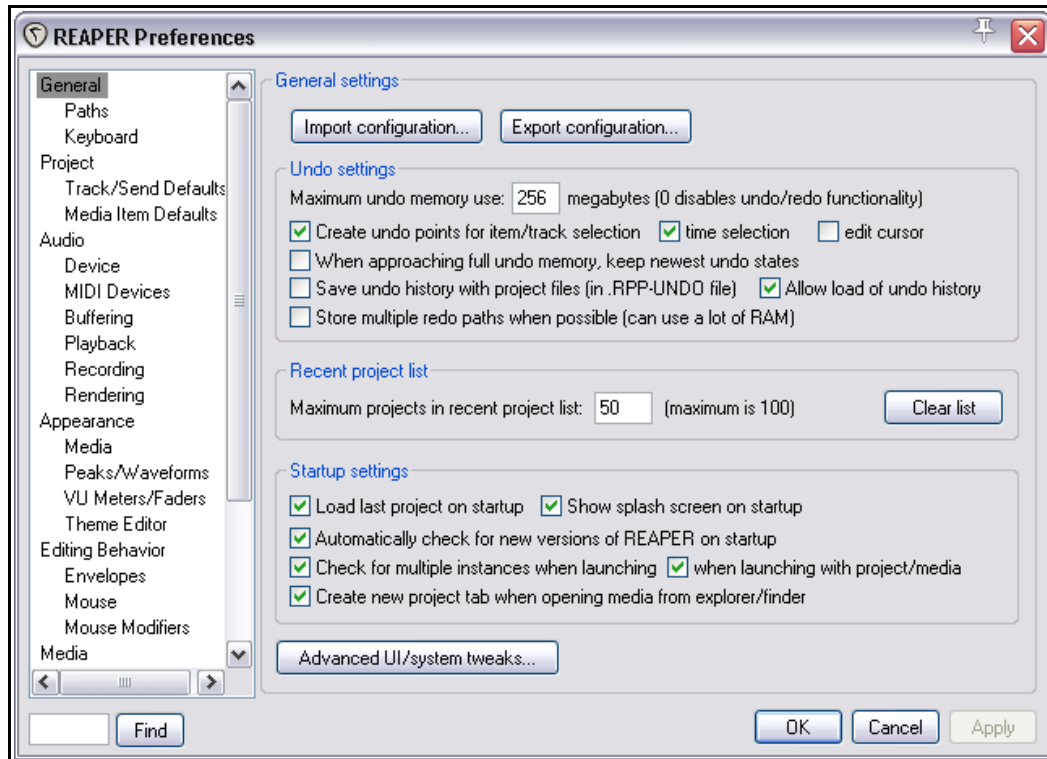 REAPER Preferences
General
Paths
Keyboard
Project
Track/Send Defaults
Media Item Defaults
Audio
Device
MIDI Devices
Buffering
Playback
Recording
Rendering
Appearance
Media
Peaks/Waveforms
VU Meters/Faders
Theme Editor
Editing Behavior
Envelopes
Mouse
Mouse Modifiers
Media
Find
General settings
Import configuration... Export configuration...
Undo settings
Maximum undo memory use: 256 megabytes (0 disables undo/redo functionality)
Create undo points for item/track selection time selection edit cursor
When approaching full undo memory, keep newest undo states
Save undo history with project files (in .RPP-UNDO file) Allow load of undo history
Store multiple redo paths when possible (can use a lot of RAM)
Recent project list
Maximum projects in recent project list: 50 (maximum is 100) Clear list
Startup settings
Load last project on startup Show splash screen on startup
Automatically check for new versions of REAPER on startup
Check for multiple instances when launching when launching with project/media
Create new project tab when opening media from explorer/finder
Advanced UI/system tweaks...
OK Cancel Apply